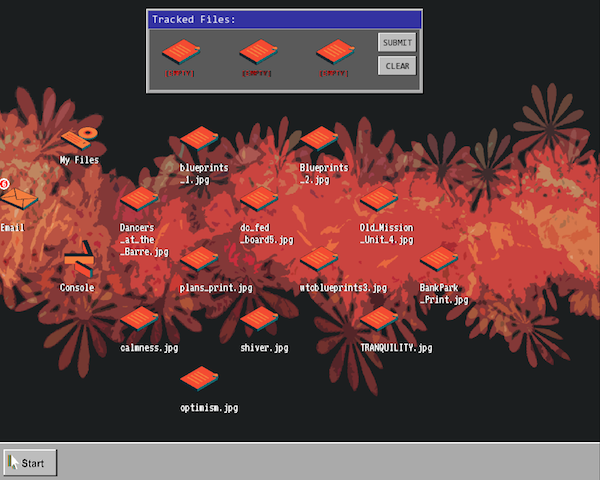 Tracked Files:
SUBMIT
CLEAR
[EMPTY] [EMPTY] [EMPTY]
My Files
blueprints
_1.jpg
Blueprints
_2.jpg
6
Email
Dancers
_at_the
_Barre.jpg
do_fed
_board5.jpg
Old_Mission
_Unit_4.jpg
Console
plans_print.jpg
mtoblueprints3.jpg
BankPark
_Print.jpg
calmness.jpg
shiver.jpg
TRANQUILITY.jpg
optimism.jpg
Start